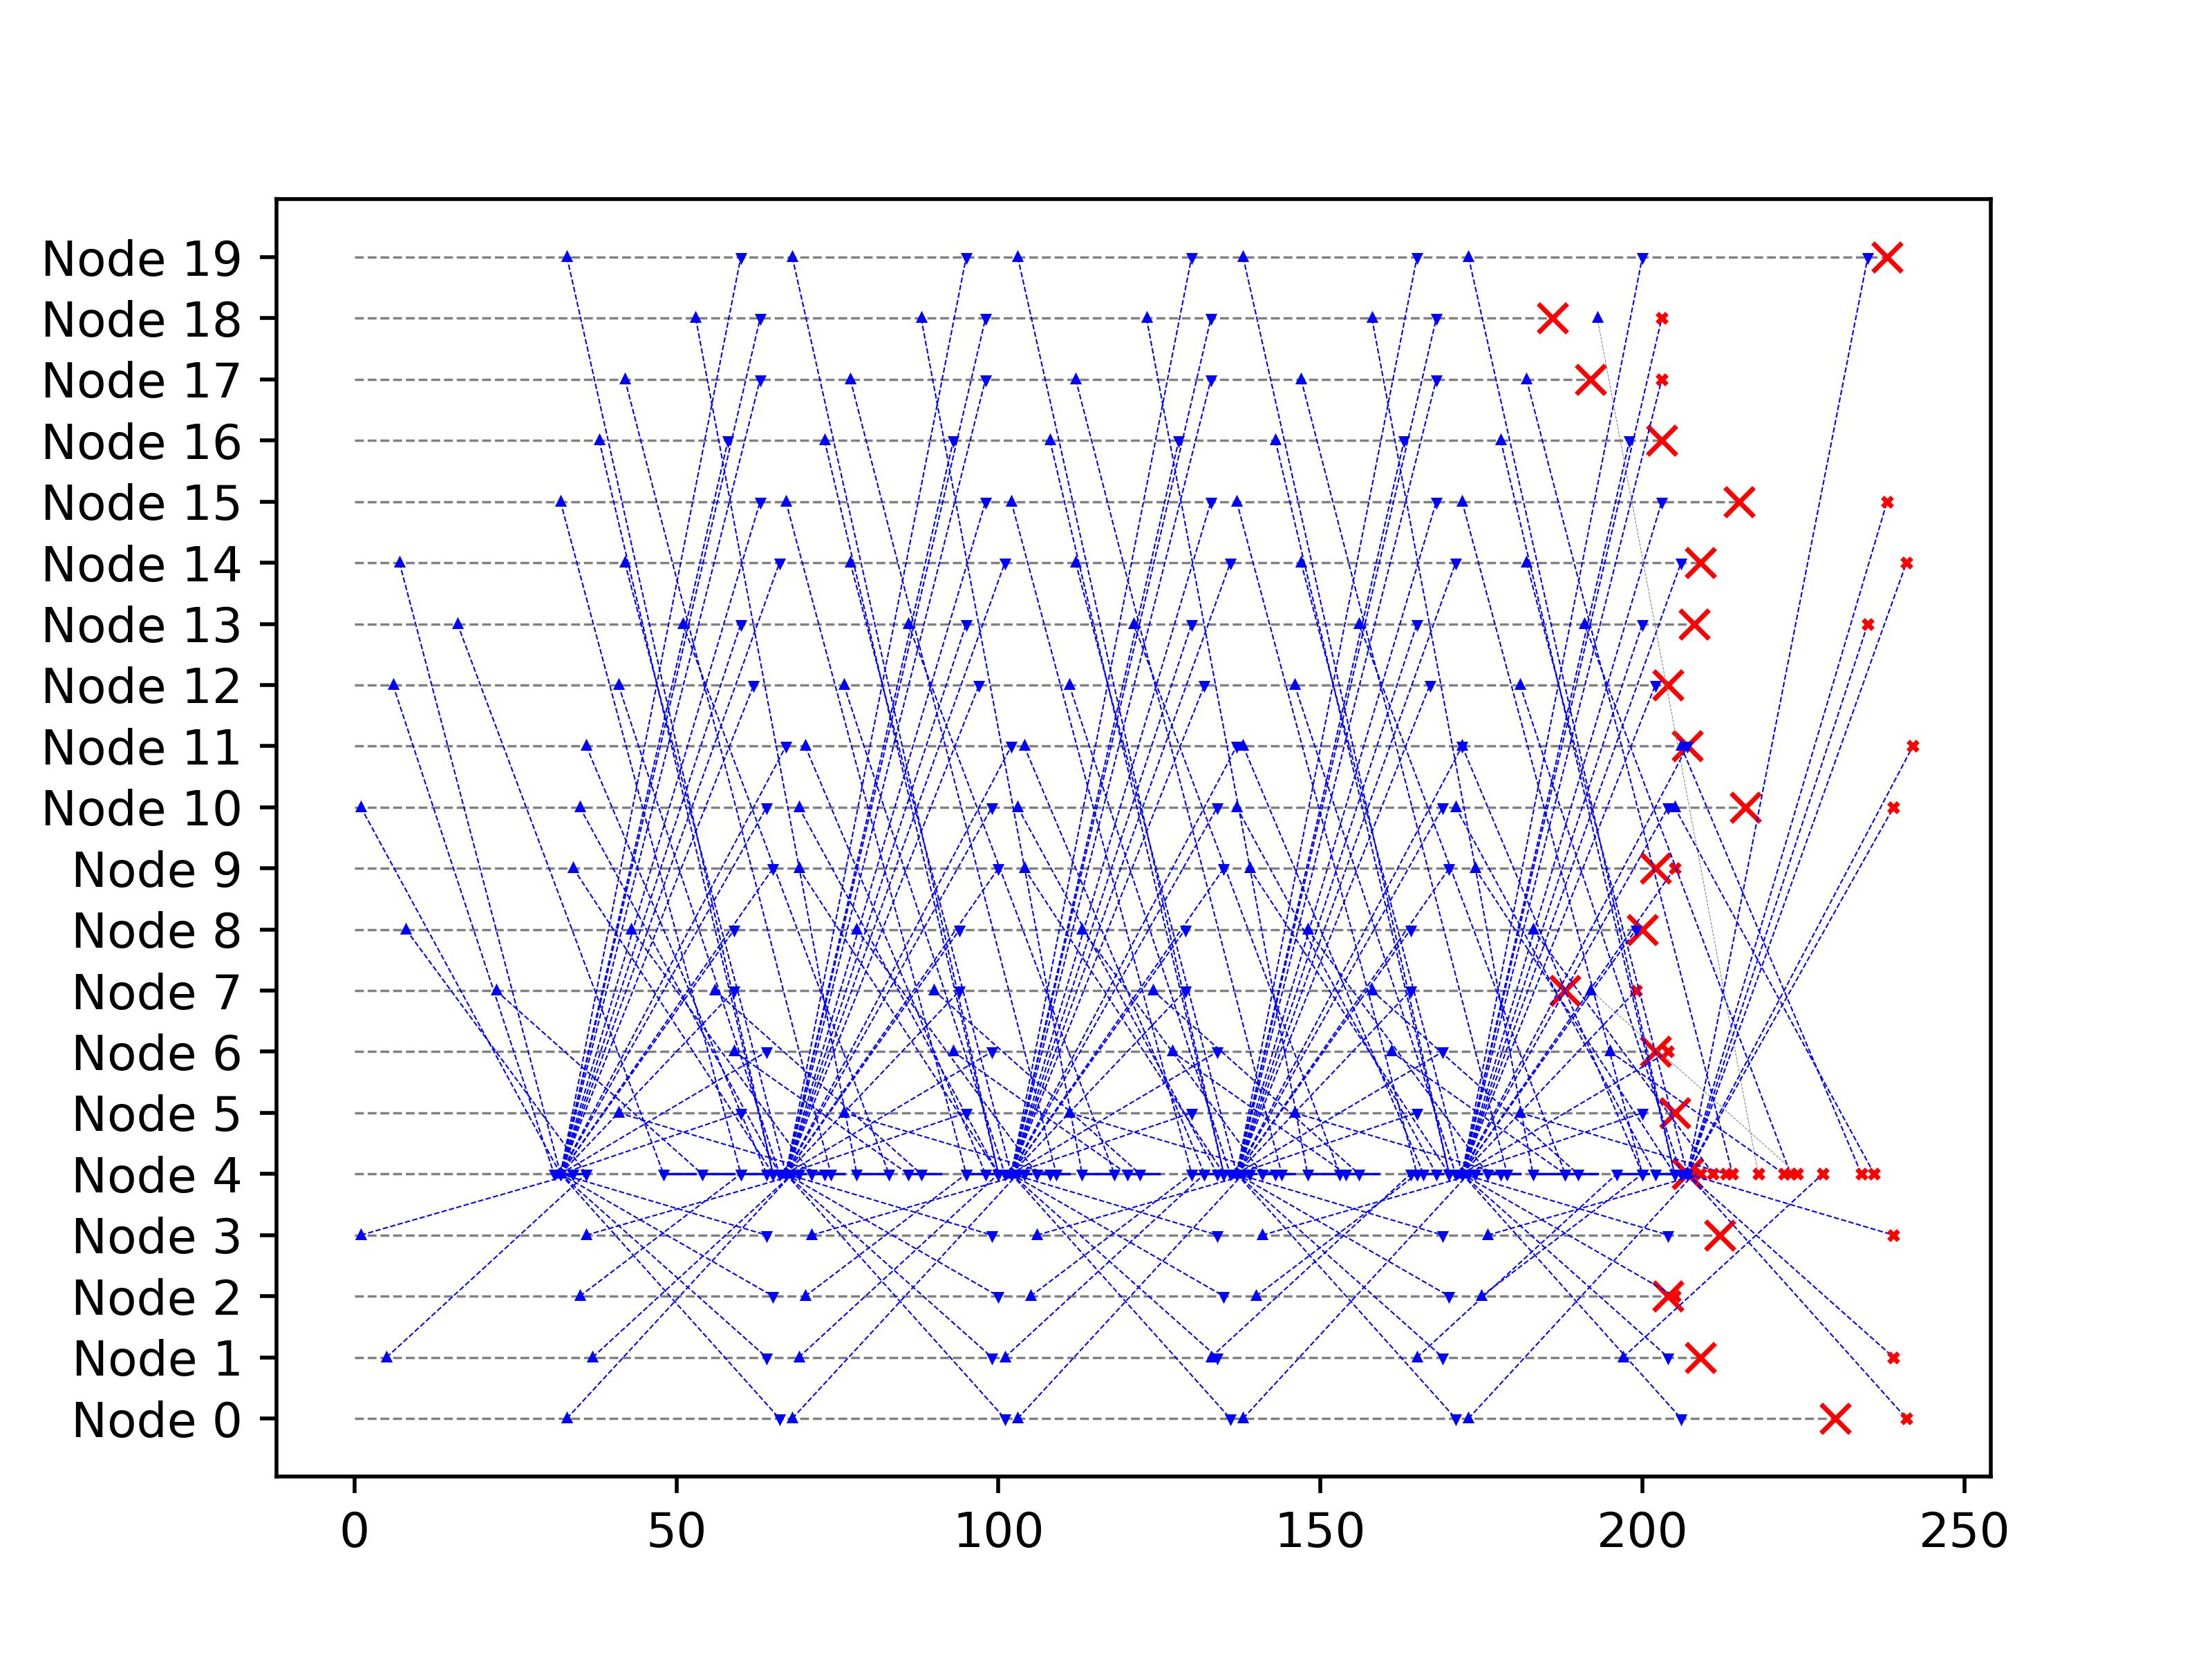 Node 19
Node 18
Node 17
Node 16
Node 15
Node 14
Node 13
Node 12
Node 11
Node 10
Node 9
Node 8
Node 7
Node 6
Node 5
Node 4
Node 3
Node 2
Node 1
Node 0
0 50 100 150 200 250